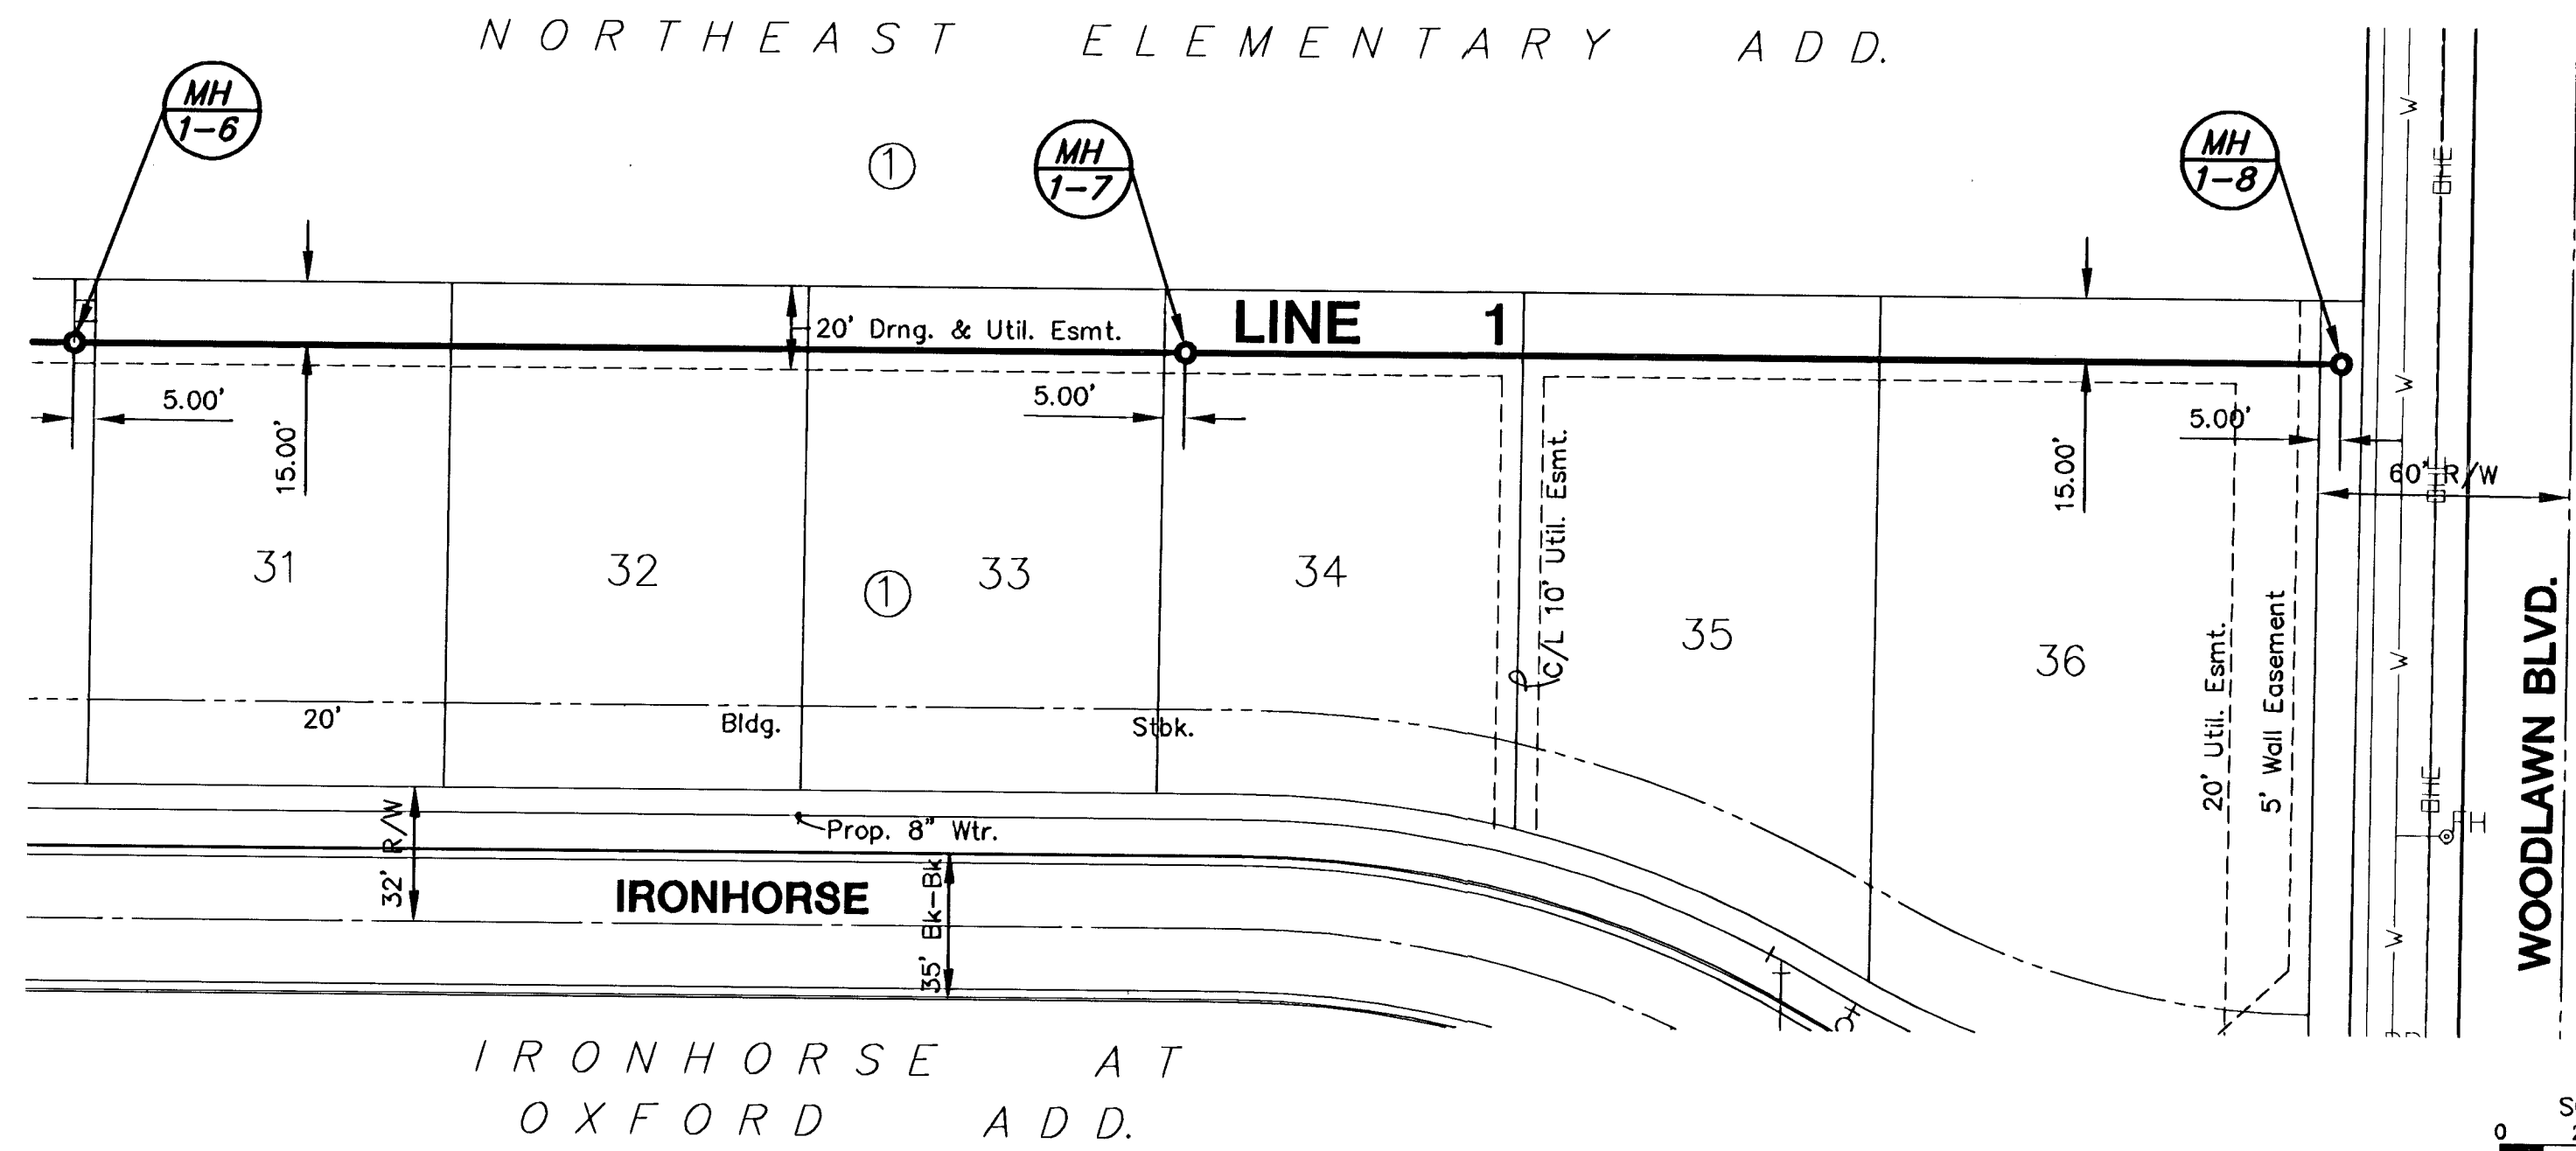 NORTHEAST ELEMENTARY ADD.
MH
1-6
MH
1-7
MH
1-8
1
LINE 1
20' Drng. & Util. Esmt.
5.00'
5.00'
5.00'
15.00'
15.00'
60' R/W
31
32
33
34
35
36
1
C/L 10' Util. Esmt.
20' Util. Esmt.
5' Wall Easement
WOODLAWN BLVD.
W
W
W
W
BHE
BHE
20' Bldg. Stbk.
32' R/W
Prop. 8" Wtr.
35' Bk-Bk
IRONHORSE
IRONHORSE AT
OXFORD ADD.
0